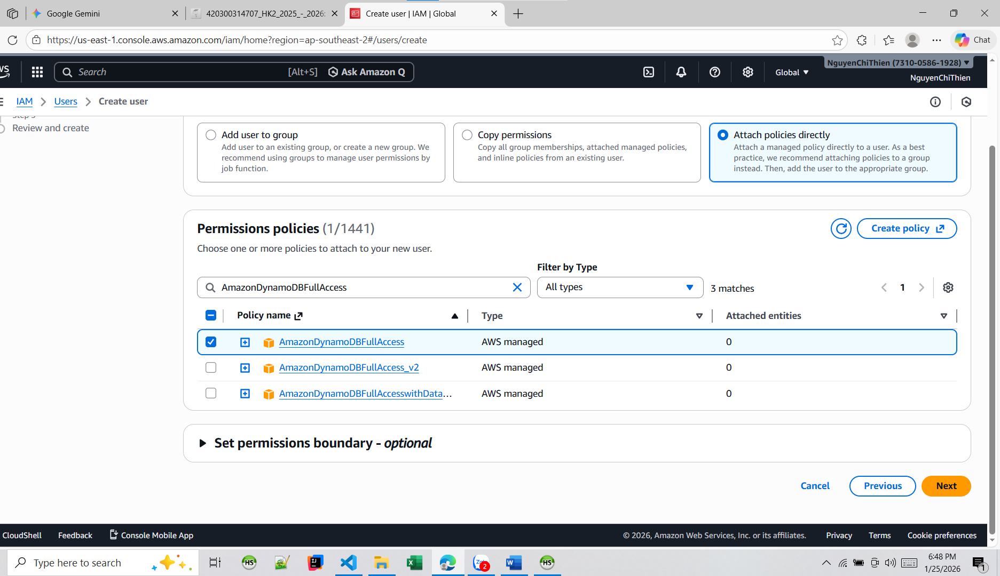 Google Gemini
420300314707_HK2_2025_-_2026:
Create user | IAM | Global
https://us-east-1.console.aws.amazon.com/iam/home?region=ap-southeast-2#/users/create
Chat
Search
[Alt+S]
Ask Amazon Q
Global
NguyenChiThien (7310-0586-1928)
NguyenChiThien
IAM
Users
Create user
Review and create
Add user to group
Add user to an existing group, or create a new group. We
recommend using groups to manage user permissions by
job function.
Copy permissions
Copy all group memberships, attached managed policies,
and inline policies from an existing user.
Attach policies directly
Attach a managed policy directly to a user. As a best
practice, we recommend attaching policies to a group
instead. Then, add the user to the appropriate group.
Permissions policies (1/1441)
Create policy
Choose one or more policies to attach to your new user.
Filter by Type
AmazonDynamoDBFullAccess
All types
3 matches
1
Policy name
Type
Attached entities
AmazonDynamoDBFullAccess
AWS managed
0
AmazonDynamoDBFullAccess_v2
AWS managed
0
AmazonDynamoDBFullAccesswithData...
AWS managed
0
Set permissions boundary - optional
Cancel
Previous
Next
CloudShell
Feedback
Console Mobile App
© 2026, Amazon Web Services, Inc. or its affiliates.
Privacy
Terms
Cookie preferences
Type here to search
HS
2
HS
6:48 PM
1/25/2026
1